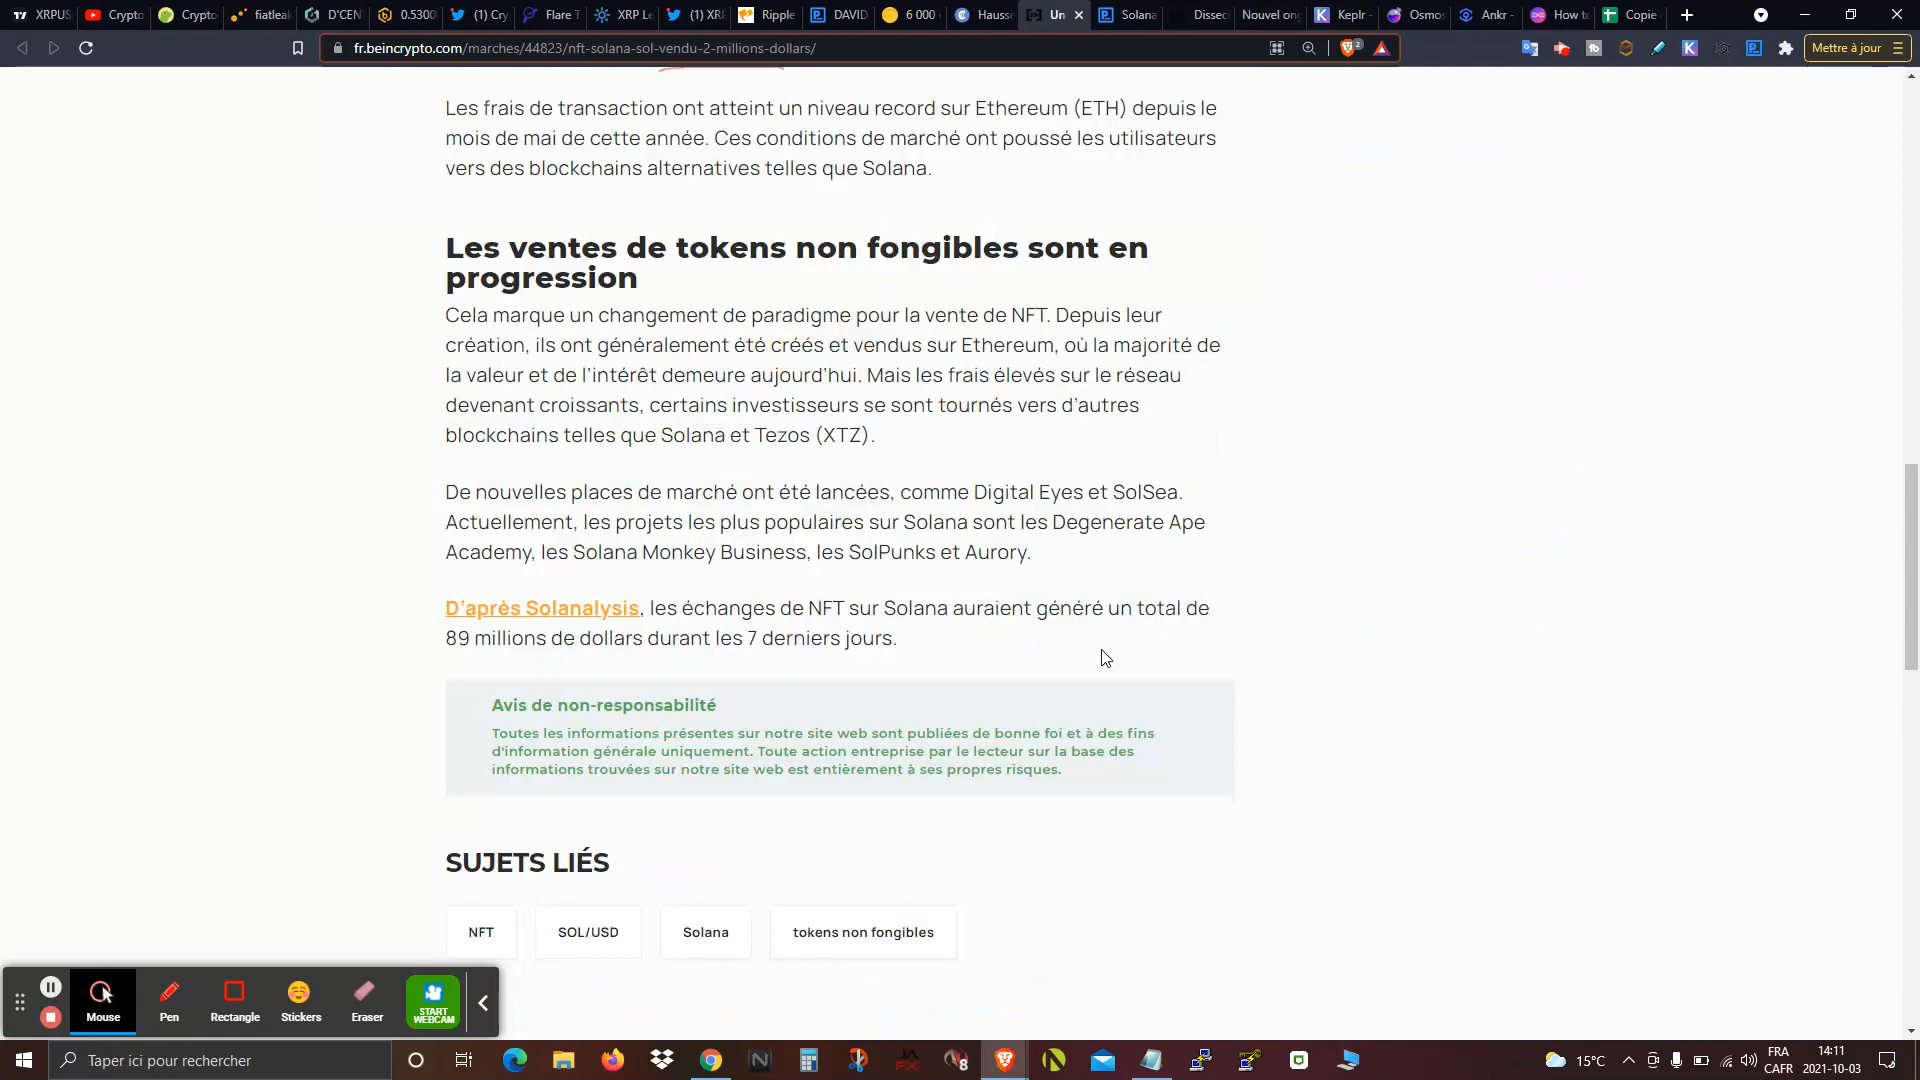 XRPUS
Crypto
Crypto
fiatleak
D'CENT
0.5300
(1) Cry
Flare T
XRP Le
(1) XRP
Ripple
DAVID
6 000
Hausse
Un
Solana
Dissec
Nouvel ong
Keplr -
Osmos
Ankr -
How to
Copie
fr.beincrypto.com/marches/44823/nft-solana-sol-vendu-2-millions-dollars/
2
Mettre à jour
Les frais de transaction ont atteint un niveau record sur Ethereum (ETH) depuis le
mois de mai de cette année. Ces conditions de marché ont poussé les utilisateurs
vers des blockchains alternatives telles que Solana.
Les ventes de tokens non fongibles sont en
progression
Cela marque un changement de paradigme pour la vente de NFT. Depuis leur
création, ils ont généralement été créés et vendus sur Ethereum, où la majorité de
la valeur et de l'intérêt demeure aujourd'hui. Mais les frais élevés sur le réseau
devenant croissants, certains investisseurs se sont tournés vers d'autres
blockchains telles que Solana et Tezos (XTZ).
De nouvelles places de marché ont été lancées, comme Digital Eyes et SolSea.
Actuellement, les projets les plus populaires sur Solana sont les Degenerate Ape
Academy, les Solana Monkey Business, les SolPunks et Aurory.
D'après Solanalysis, les échanges de NFT sur Solana auraient généré un total de
89 millions de dollars durant les 7 derniers jours.
Avis de non-responsabilité
Toutes les informations présentes sur notre site web sont publiées de bonne foi et à des fins
d'information générale uniquement. Toute action entreprise par le lecteur sur la base des
informations trouvées sur notre site web est entièrement à ses propres risques.
SUJETS LIÉS
NFT
SOL/USD
Solana
tokens non fongibles
Mouse
Pen
Rectangle
Stickers
Eraser
START
WEBCAM
Taper ici pour rechercher
15°C
FRA
CAFR
14:11
2021-10-03